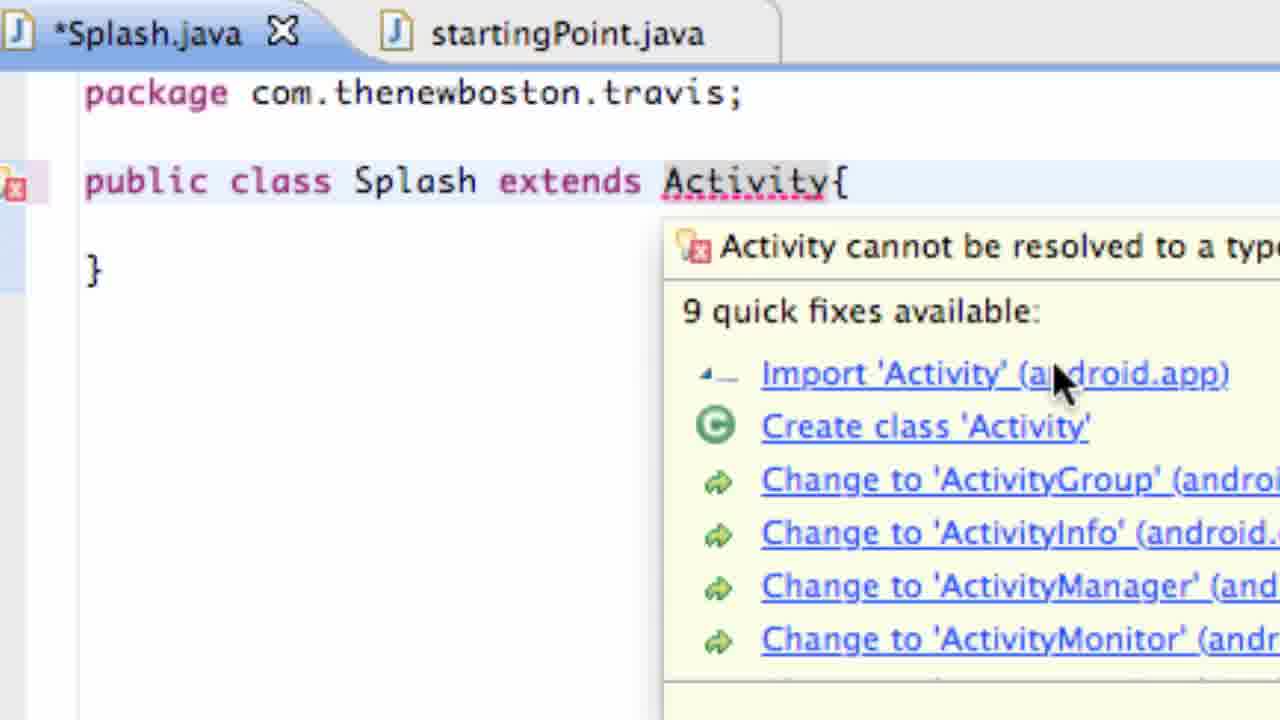 *Splash.java startingPoint.java
package com.thenewboston.travis;
public class Splash extends Activity{
}
Activity cannot be resolved to a type
9 quick fixes available:
Import 'Activity' (android.app)
Create class 'Activity'
Change to 'ActivityGroup' (androi
Change to 'ActivityInfo' (android.
Change to 'ActivityManager' (and
Change to 'ActivityMonitor' (andr